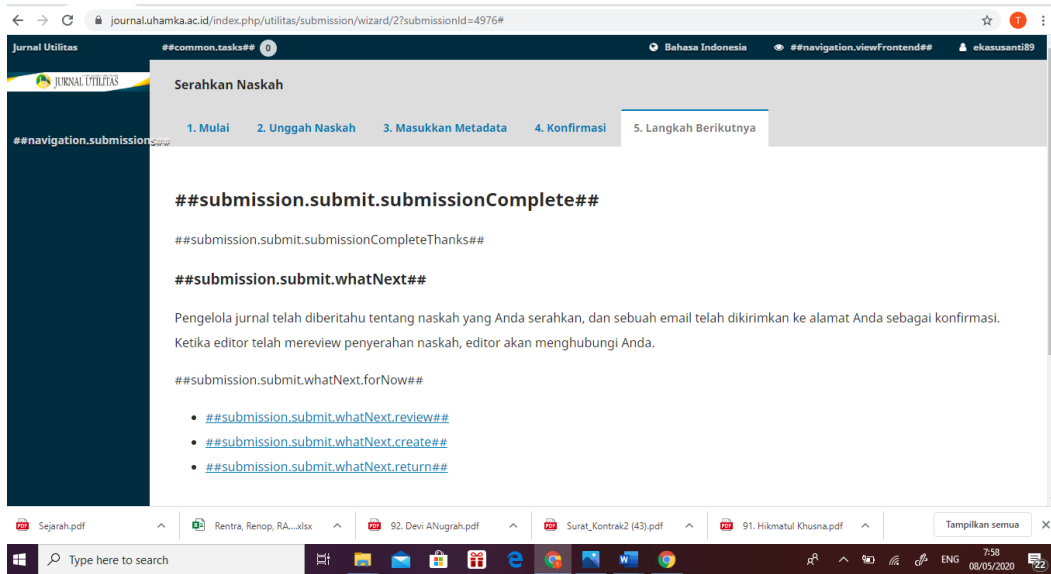 journal.uhamka.ac.id/index.php/utilitas/submission/wizard/2?submissionId=4976#
T
Jurnal Utilitas ##common.tasks## 0 Bahasa Indonesia ##navigation.viewFrontend## ekasusanti89
JURNAL UTILITAS
##navigation.submissions##
Serahkan Naskah
1. Mulai 2. Unggah Naskah 3. Masukkan Metadata 4. Konfirmasi 5. Langkah Berikutnya
##submission.submit.submissionComplete##
##submission.submit.submissionCompleteThanks##
##submission.submit.whatNext##
Pengelola jurnal telah diberitahu tentang naskah yang Anda serahkan, dan sebuah email telah dikirimkan ke alamat Anda sebagai konfirmasi.
Ketika editor telah mereview penyerahan naskah, editor akan menghubungi Anda.
##submission.submit.whatNext.forNow##
• ##submission.submit.whatNext.review##
• ##submission.submit.whatNext.create##
• ##submission.submit.whatNext.return##
PDF Sejarah.pdf Rentra, Renop, RA....xlsx PDF 92. Devi ANugrah.pdf PDF Surat_Kontrak2 (43).pdf PDF 91. Hikmatul Khusna.pdf Tampilkan semua
Type here to search ENG 7:58
08/05/2020 22